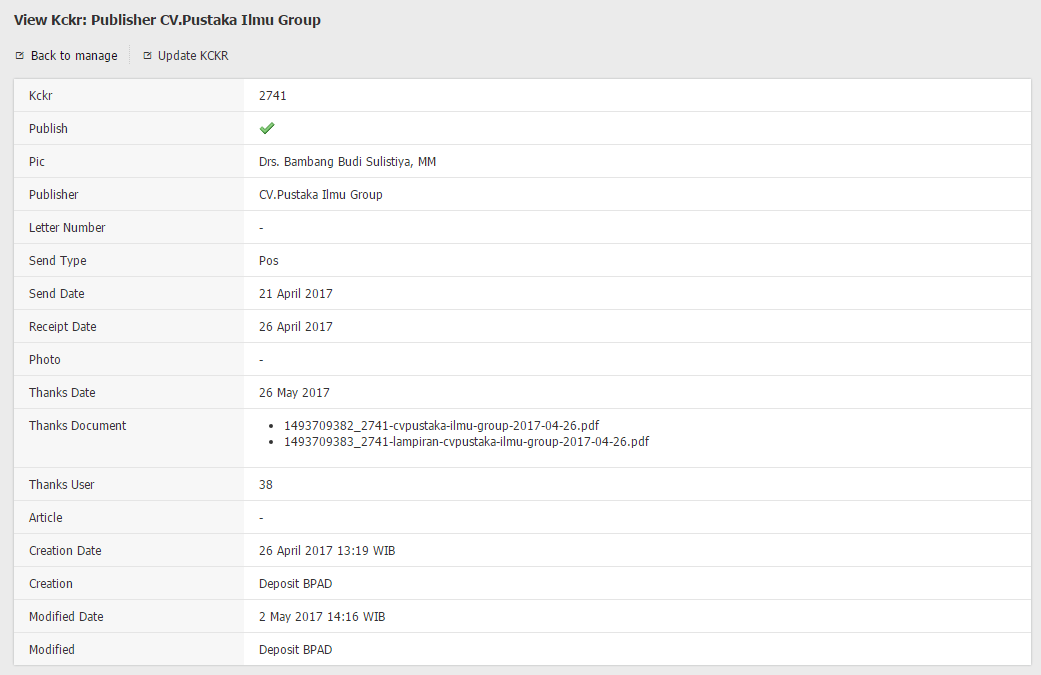 View Kckr: Publisher CV.Pustaka Ilmu Group
Back to manage Update KCKR
Kckr 2741
Publish
Pic Drs. Bambang Budi Sulistiya, MM
Publisher CV.Pustaka Ilmu Group
Letter Number -
Send Type Pos
Send Date 21 April 2017
Receipt Date 26 April 2017
Photo -
Thanks Date 26 May 2017
Thanks Document • 1493709382_2741-cvpustaka-ilmu-group-2017-04-26.pdf
• 1493709383_2741-lampiran-cvpustaka-ilmu-group-2017-04-26.pdf
Thanks User 38
Article -
Creation Date 26 April 2017 13:19 WIB
Creation Deposit BPAD
Modified Date 2 May 2017 14:16 WIB
Modified Deposit BPAD